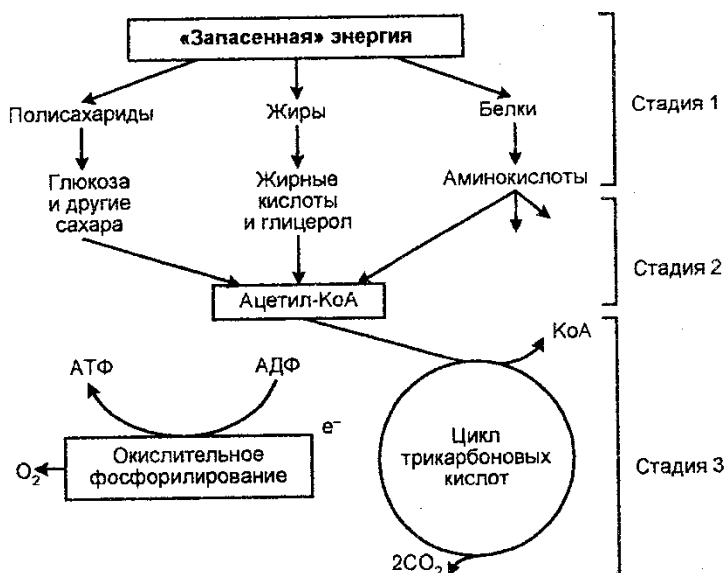 «Запасенная» энергия
Полисахариды
Жиры
Белки
Стадия 1
Глюкоза
и другие
сахара
Жирные
кислоты
и глицерол
Аминокислоты
Стадия 2
Ацетил-КоА
КоА
АТФ
АДФ
e⁻
Окислительное
фосфорилирование
O₂
Цикл
трикарбоновых
кислот
Стадия 3
2CO₂